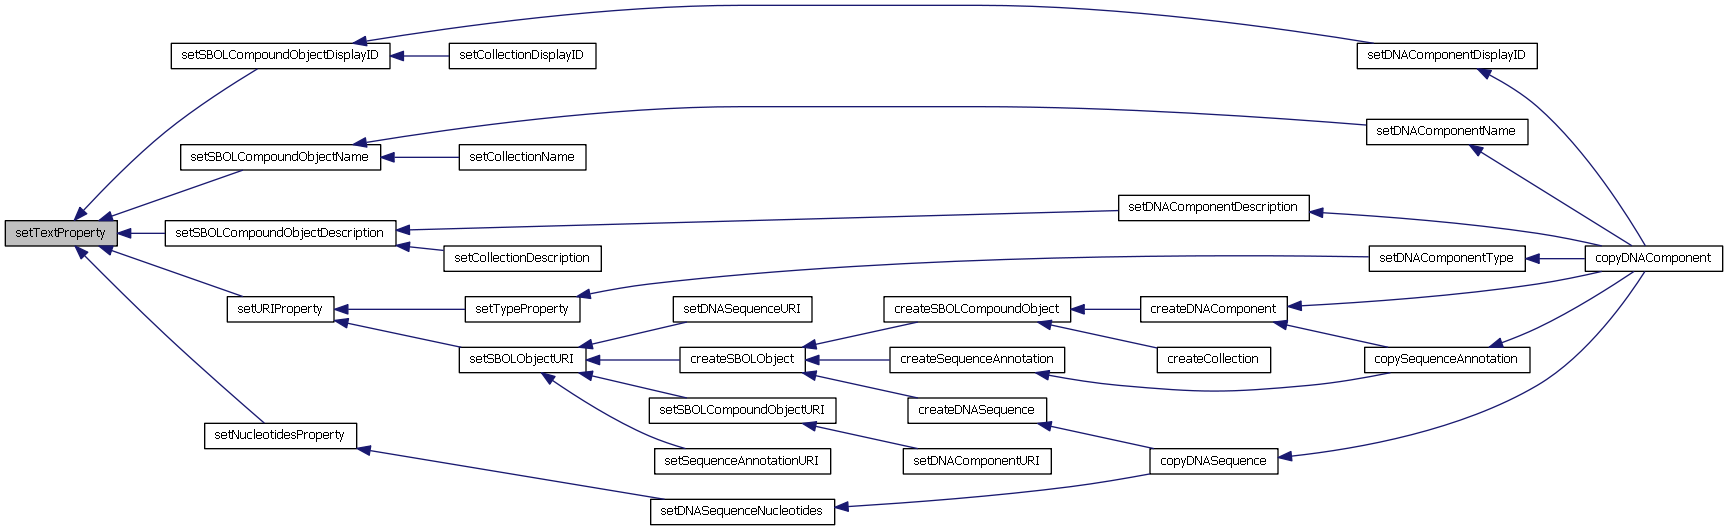 setSBOLCompoundObjectDisplayID
setCollectionDisplayID
setDNAComponentDisplayID
setDNAComponentName
setSBOLCompoundObjectName
setCollectionName
setDNAComponentDescription
setTextProperty
setSBOLCompoundObjectDescription
setCollectionDescription
setDNAComponentType
copyDNAComponent
setURIProperty
setTypeProperty
setDNASequenceURI
createSBOLCompoundObject
createDNAComponent
setSBOLObjectURI
createSBOLObject
createSequenceAnnotation
createCollection
copySequenceAnnotation
setSBOLCompoundObjectURI
createDNASequence
setNucleotidesProperty
setSequenceAnnotationURI
setDNAComponentURI
copyDNASequence
setDNASequenceNucleotides